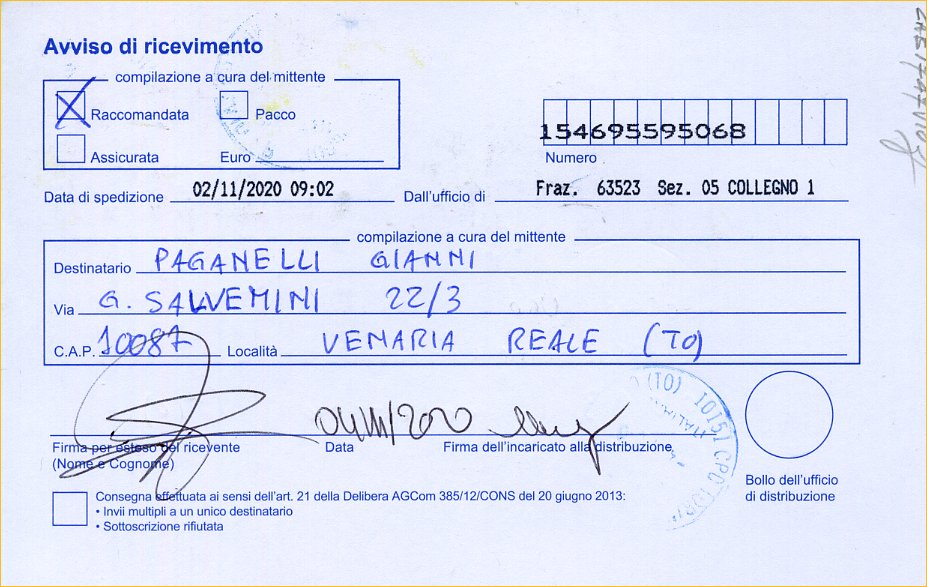 Avviso di ricevimento
compilazione a cura del mittente
Raccomandata
Pacco
Assicurata
Euro
154695595068
Numero
Data di spedizione 02/11/2020 09:02
Dall'ufficio di Fraz. 63523 Sez. 05 COLLEGNO 1
compilazione a cura del mittente
Destinatario PAGANELLI GIANNI
Via G. SALVEMINI 22/3
C.A.P. 10087 Località VENARIA REALE (TO)
04/11/2020
Firma per esteso del ricevente
(Nome e Cognome)
Data
Firma dell'incaricato alla distribuzione
(TO) 10151 CPD TORI
Bollo dell'ufficio
di distribuzione
Consegna effettuata ai sensi dell'art. 21 della Delibera AGCom 385/12/CONS del 20 giugno 2013:
• Invii multipli a un unico destinatario
• Sottoscrizione rifiutata